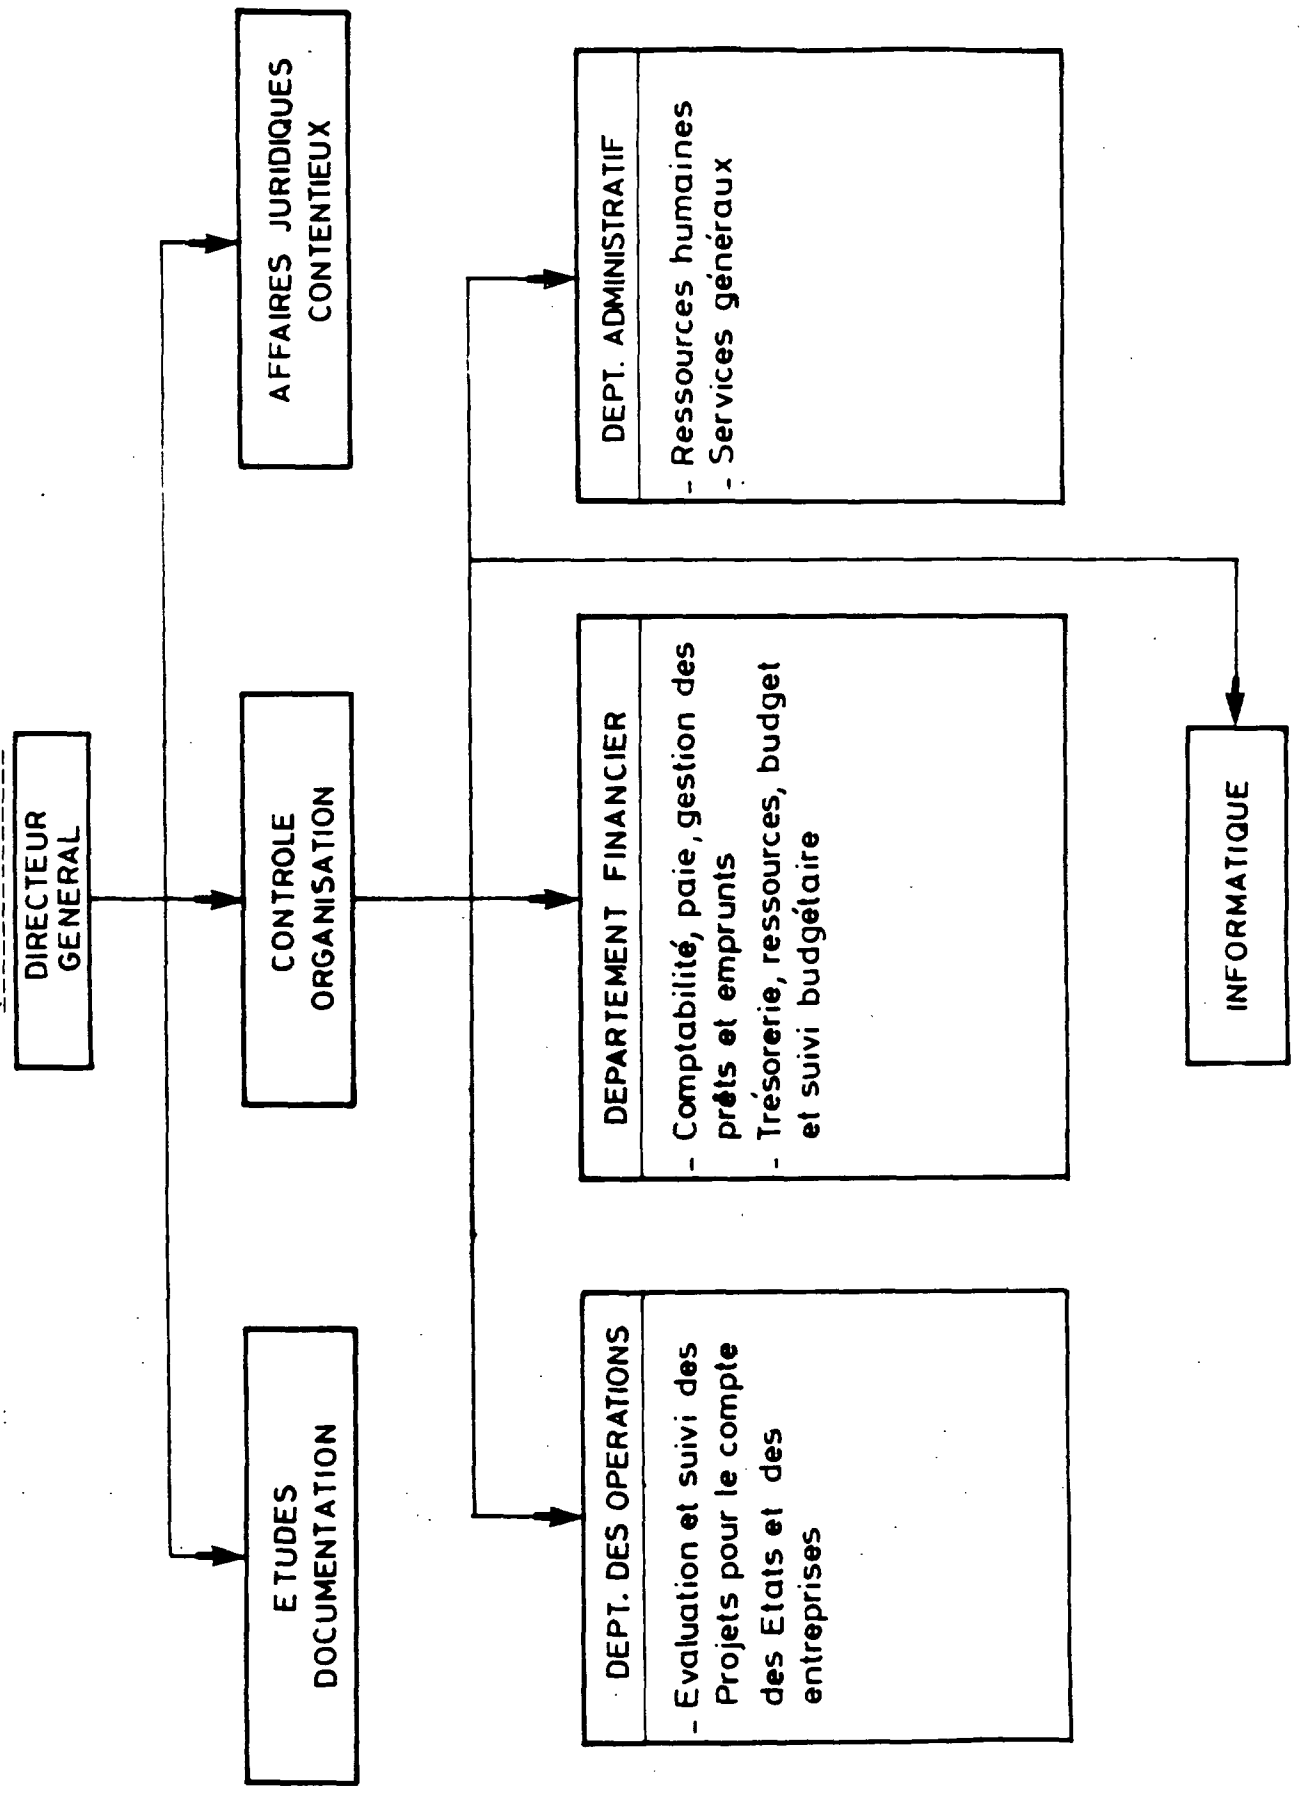 DIRECTEUR
GENERAL
ETUDES
DOCUMENTATION
CONTROLE
ORGANISATION
AFFAIRES JURIDIQUES
CONTENTIEUX
DEPT. DES OPERATIONS
- Evaluation et suivi des
Projets pour le compte
des Etats et des
entreprises
DEPARTEMENT FINANCIER
- Comptabilité, paie, gestion des
prêts et emprunts
- Trésorerie, ressources, budget
et suivi budgétaire
DEPT. ADMINISTRATIF
- Ressources humaines
- Services généraux
INFORMATIQUE